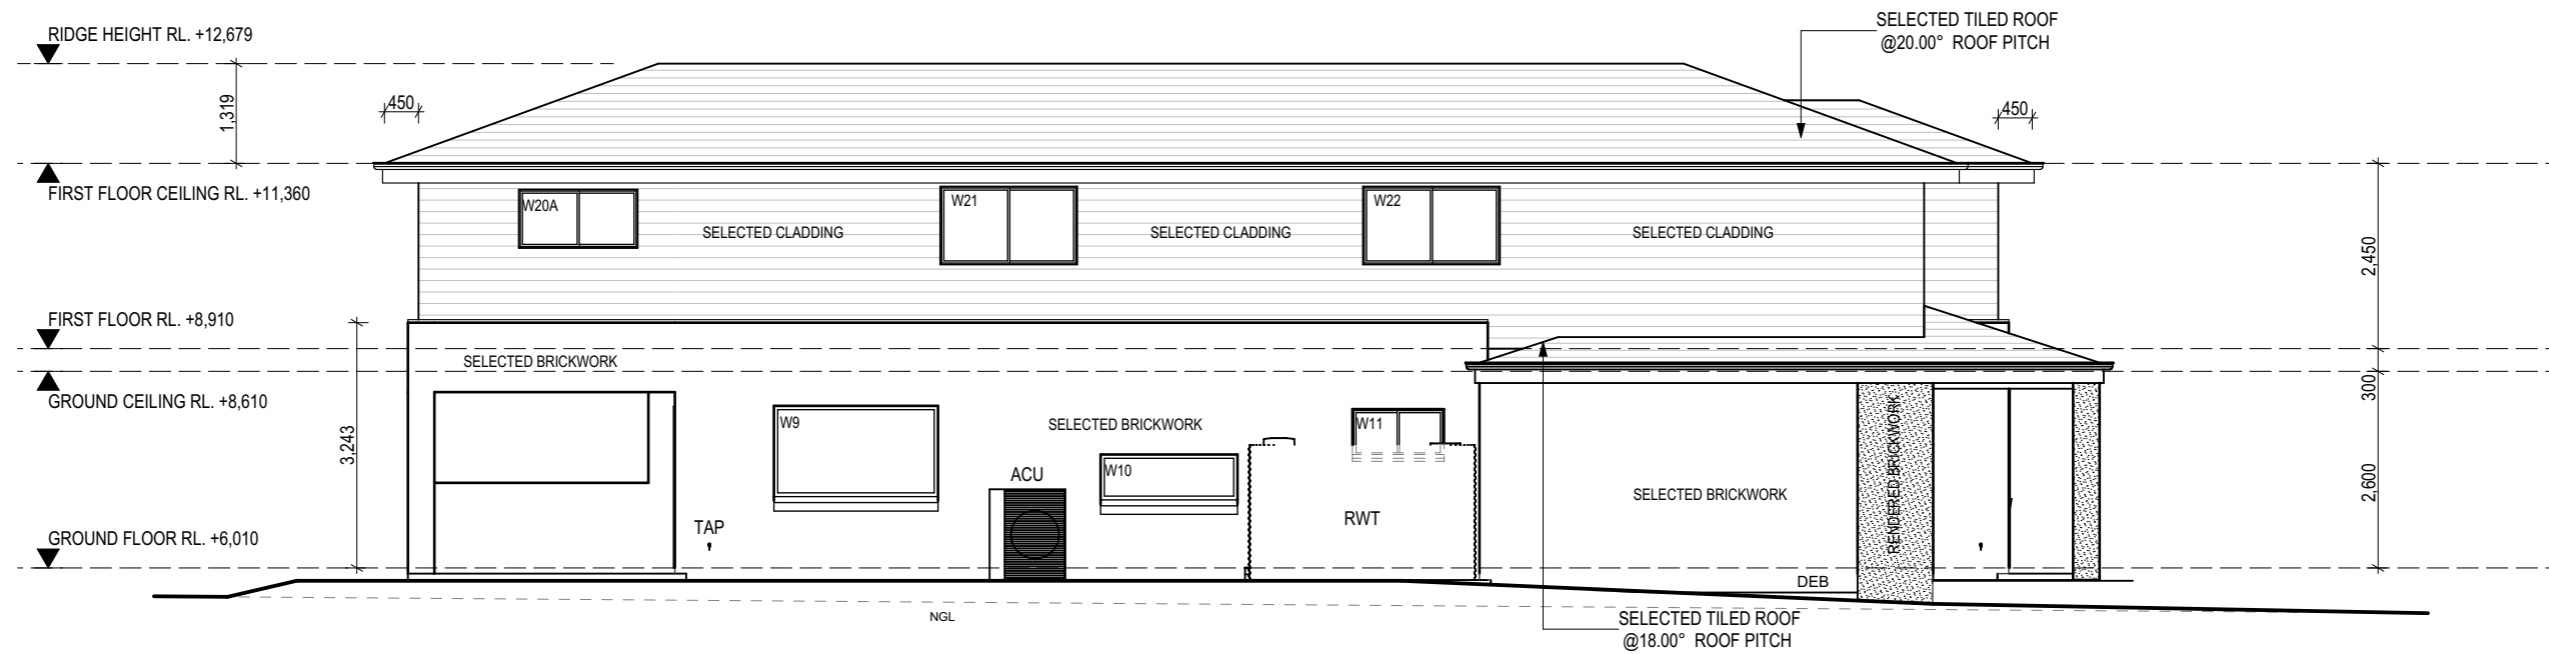 SELECTED TILED ROOF
@20.00° ROOF PITCH
RIDGE HEIGHT RL. +12,679
1,319
450
450
FIRST FLOOR CEILING RL. +11,360
W20A
W21
W22
SELECTED CLADDING
SELECTED CLADDING
SELECTED CLADDING
2,450
FIRST FLOOR RL. +8,910
SELECTED BRICKWORK
GROUND CEILING RL. +8,610
300
3,243
W9
SELECTED BRICKWORK
W11
W10
ACU
RENDERED BRICKWORK
SELECTED BRICKWORK
2,600
RWT
TAP
GROUND FLOOR RL. +6,010
DEB
NGL
SELECTED TILED ROOF
@18.00° ROOF PITCH